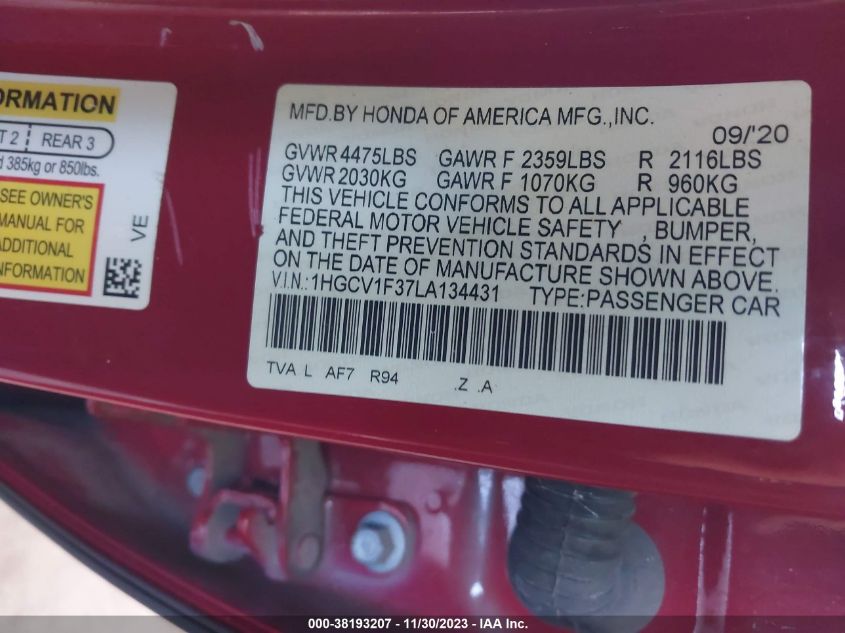 ORMATION
T 2 REAR 3
d 385kg or 850lbs.
SEE OWNER'S
MANUAL FOR
ADDITIONAL
INFORMATION
VE
MFD.BY HONDA OF AMERICA MFG.,INC.
09/'20
GVWR 4475LBS GAWR F 2359LBS R 2116LBS
GVWR 2030KG GAWR F 1070KG R 960KG
THIS VEHICLE CONFORMS TO ALL APPLICABLE
FEDERAL MOTOR VEHICLE SAFETY , BUMPER,
AND THEFT PREVENTION STANDARDS IN EFFECT
ON THE DATE OF MANUFACTURE SHOWN ABOVE.
V.I.N.:1HGCV1F37LA134431 TYPE:PASSENGER CAR
TVA L AF7 R94 .Z .A
000-38193207 - 11/30/2023 - IAA Inc.